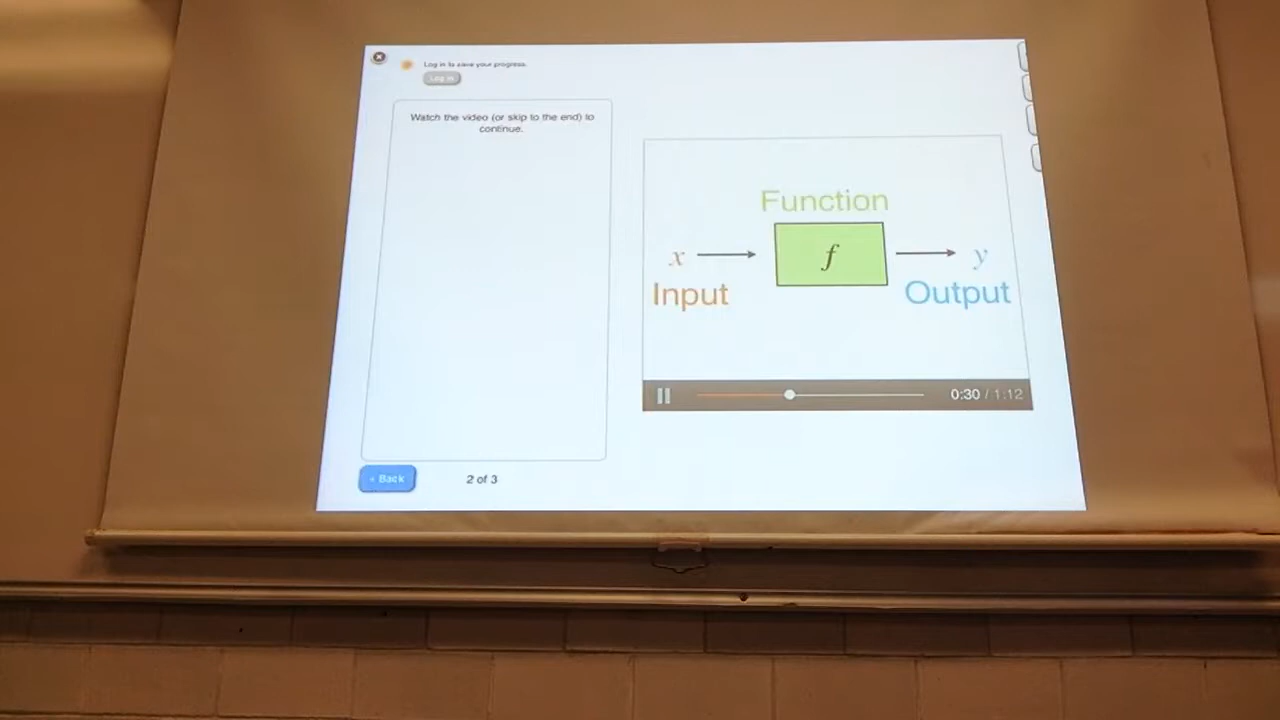 Log in to save your progress.
Log in
Watch the video (or skip to the end) to
continue.
Function
x f y
Input Output
0:30 / 1:12
« Back 2 of 3